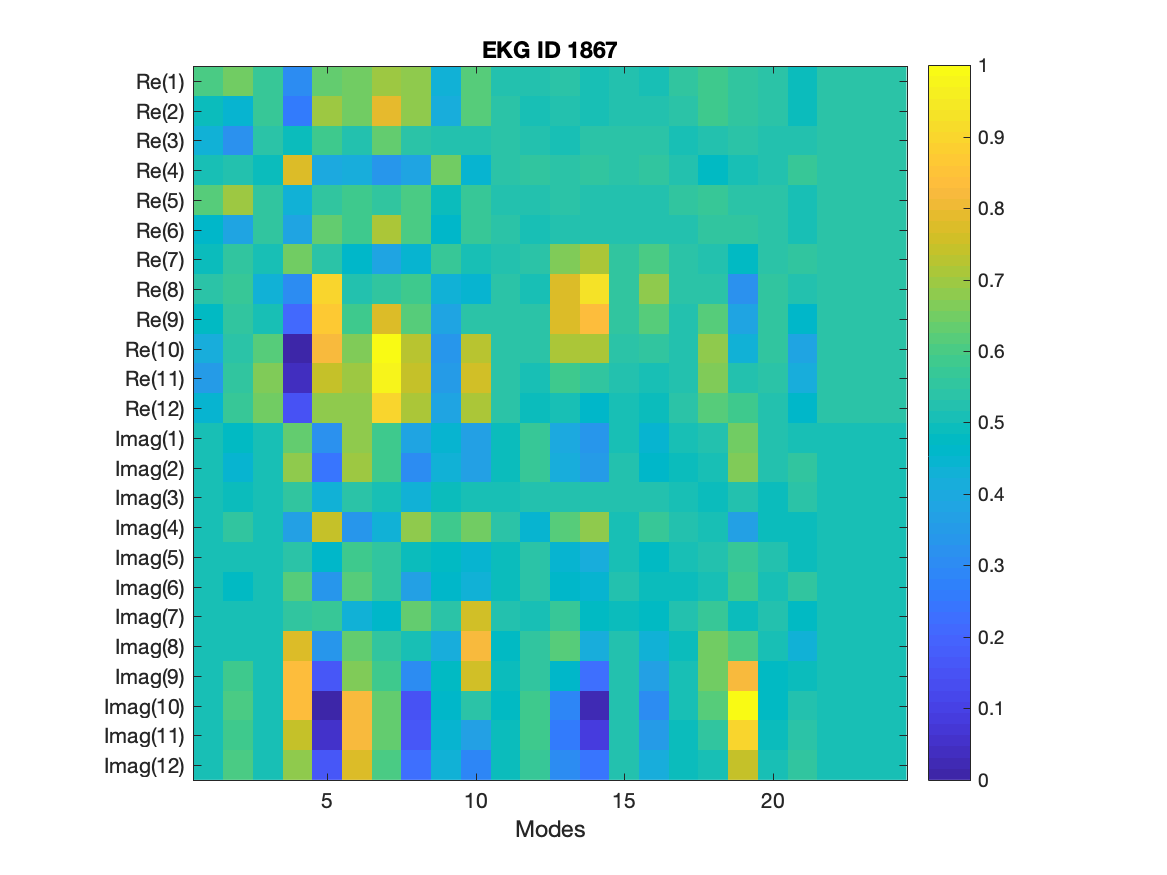 EKG ID 1867
Re(1)
Re(2)
Re(3)
Re(4)
Re(5)
Re(6)
Re(7)
Re(8)
Re(9)
Re(10)
Re(11)
Re(12)
Imag(1)
Imag(2)
Imag(3)
Imag(4)
Imag(5)
Imag(6)
Imag(7)
Imag(8)
Imag(9)
Imag(10)
Imag(11)
Imag(12)
5 10 15 20
Modes
1
0.9
0.8
0.7
0.6
0.5
0.4
0.3
0.2
0.1
0